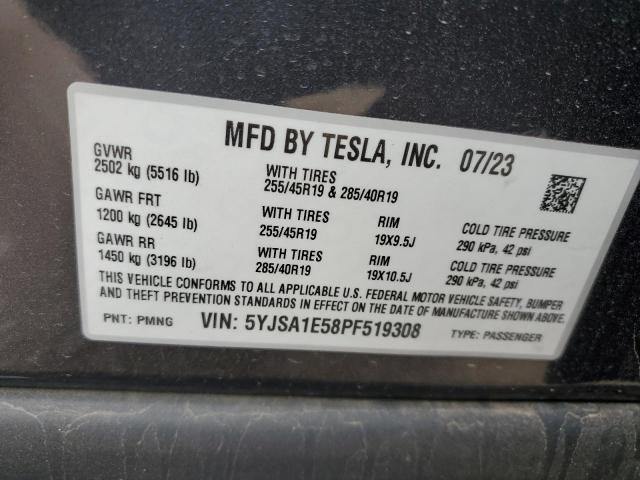 MFD BY TESLA, INC. 07/23
GVWR
2502 kg (5516 lb)
WITH TIRES
255/45R19 & 285/40R19
GAWR FRT
1200 kg (2645 lb)
WITH TIRES
255/45R19
RIM
19X9.5J
COLD TIRE PRESSURE
290 kPa, 42 psi
GAWR RR
1450 kg (3196 lb)
WITH TIRES
285/40R19
RIM
19X10.5J
COLD TIRE PRESSURE
290 kPa, 42 psi
THIS VEHICLE CONFORMS TO ALL APPLICABLE U.S. FEDERAL MOTOR VEHICLE SAFETY, BUMPER
AND THEFT PREVENTION STANDARDS IN EFFECT ON THE DATE OF MANUFACTURE SHOWN ABOVE.
PNT: PMNG VIN: 5YJSA1E58PF519308 TYPE: PASSENGER